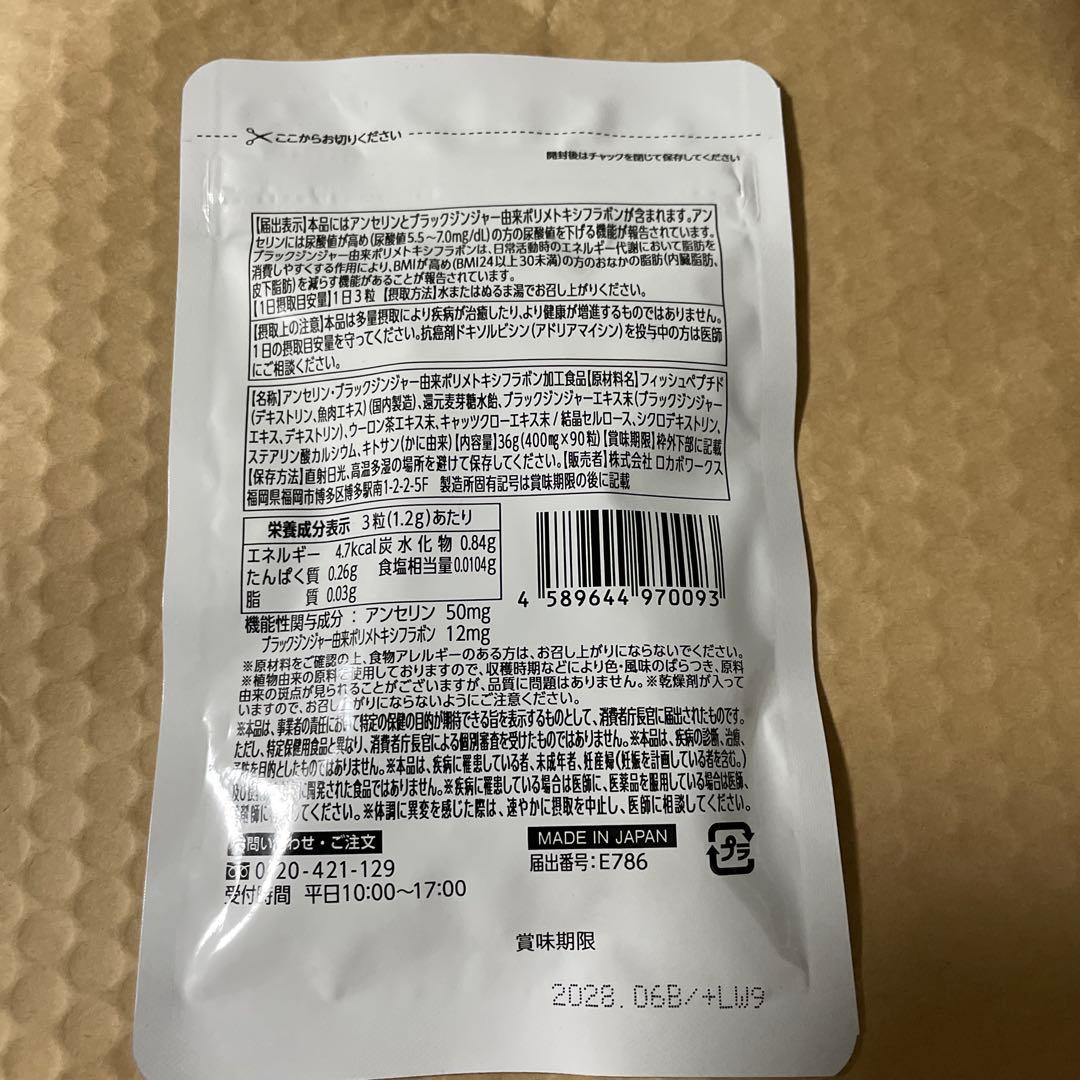 ここからお切りください
開封後はチャックを閉じて保存してください
【届出表示】本品にはアンセリンとブラックジンジャー由来ポリメトキシフラボンが含まれます。アン
セリンには尿酸値が高め(尿酸値5.5~7.0mg/dL)の方の尿酸値を下げる機能が報告されています。
ブラックジンジャー由来ポリメトキシフラボンは、日常活動時のエネルギー代謝において脂肪を
消費しやすくする作用により、BMIが高め(BMI24以上30未満)の方のおなかの脂肪(内臓脂肪、
皮下脂肪)を減らす機能があることが報告されています。
【1日摂取目安量】1日3粒 【摂取方法】水またはぬるま湯でお召し上がりください。
【摂取上の注意】本品は多量摂取により疾病が治癒したり、より健康が増進するものではありません。
1日の摂取目安量を守ってください。抗癌剤ドキソルビシン(アドリアマイシン)を投与中の方は医師
にご相談ください。
【名称】アンセリン・ブラックジンジャー由来ポリメトキシフラボン加工食品【原材料名】フィッシュペプチド
(デキストリン、魚肉エキス)(国内製造)、還元麦芽糖水飴、ブラックジンジャーエキス末(ブラックジンジャー
エキス、デキストリン)、ウーロン茶エキス末、キャッツクローエキス末/結晶セルロース、シクロデキストリン、
ステアリン酸カルシウム、キトサン(かに由来)【内容量】36g(400mg×90粒)【賞味期限】枠外下部に記載
【保存方法】直射日光、高温多湿の場所を避けて保存してください。【販売者】株式会社 ロカボワークス
福岡県福岡市博多区博多駅南1-2-2-5F 製造所固有記号は賞味期限の後に記載
栄養成分表示 3粒(1.2g)あたり
エネルギー 4.7kcal 炭水化物 0.84g
たんぱく質 0.26g 食塩相当量 0.0104g
脂質 0.03g
4 589644 970093
機能性関与成分:アンセリン 50mg
ブラックジンジャー由来ポリメトキシフラボン 12mg
※原材料をご確認の上、食物アレルギーのある方は、お召し上がりにならないでください。
※植物由来の原料を使用しておりますので、収穫時期などにより色・風味のばらつき、原料
由来の斑点が見られることがございますが、品質に問題はありません。※乾燥剤が入って
いますので、お召し上がりにならないようにご注意ください。
※本品は、事業者の責任において特定の保健の目的が期待できる旨を表示するものとして、消費者庁長官に届出されたものです。
ただし、特定保健用食品と異なり、消費者庁長官による個別審査を受けたものではありません。※本品は、疾病の診断、治療、
予防を目的としたものではありません。※本品は、疾病に罹患している者、未成年者、妊産婦(妊娠を計画している者を含む。)
及び に開発された食品ではありません。※疾病に罹患している場合は医師に、医薬品を服用している場合は医師、
師に してください。※体調に異変を感じた際は、速やかに摂取を中止し、医師に相談してください。
お問い合わせ・ご注文
0120-421-129
受付時間 平日10:00~17:00
MADE IN JAPAN
届出番号:E786
プラ
賞味期限
2028.06B/+LW9